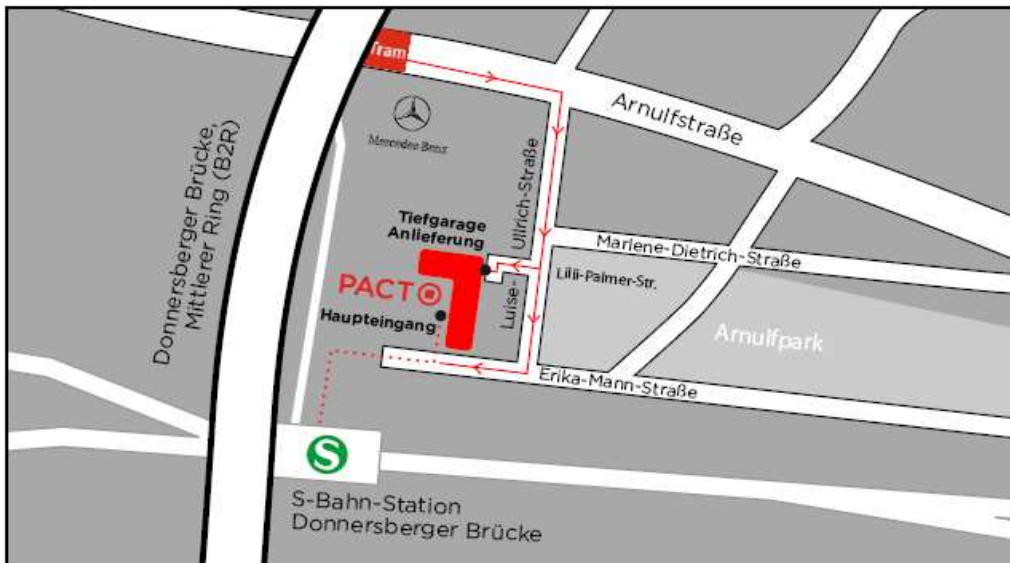 Tram
Arnulfstraße
Mercedes-Benz
Donnersberger Brücke,
Mittlerer Ring (B2R)
Luise-Ullrich-Straße
Tiefgarage
Anlieferung
Marlene-Dietrich-Straße
Lilli-Palmer-Str.
PACT
Haupteingang
Arnulfpark
Erika-Mann-Straße
S
S-Bahn-Station
Donnersberger Brücke